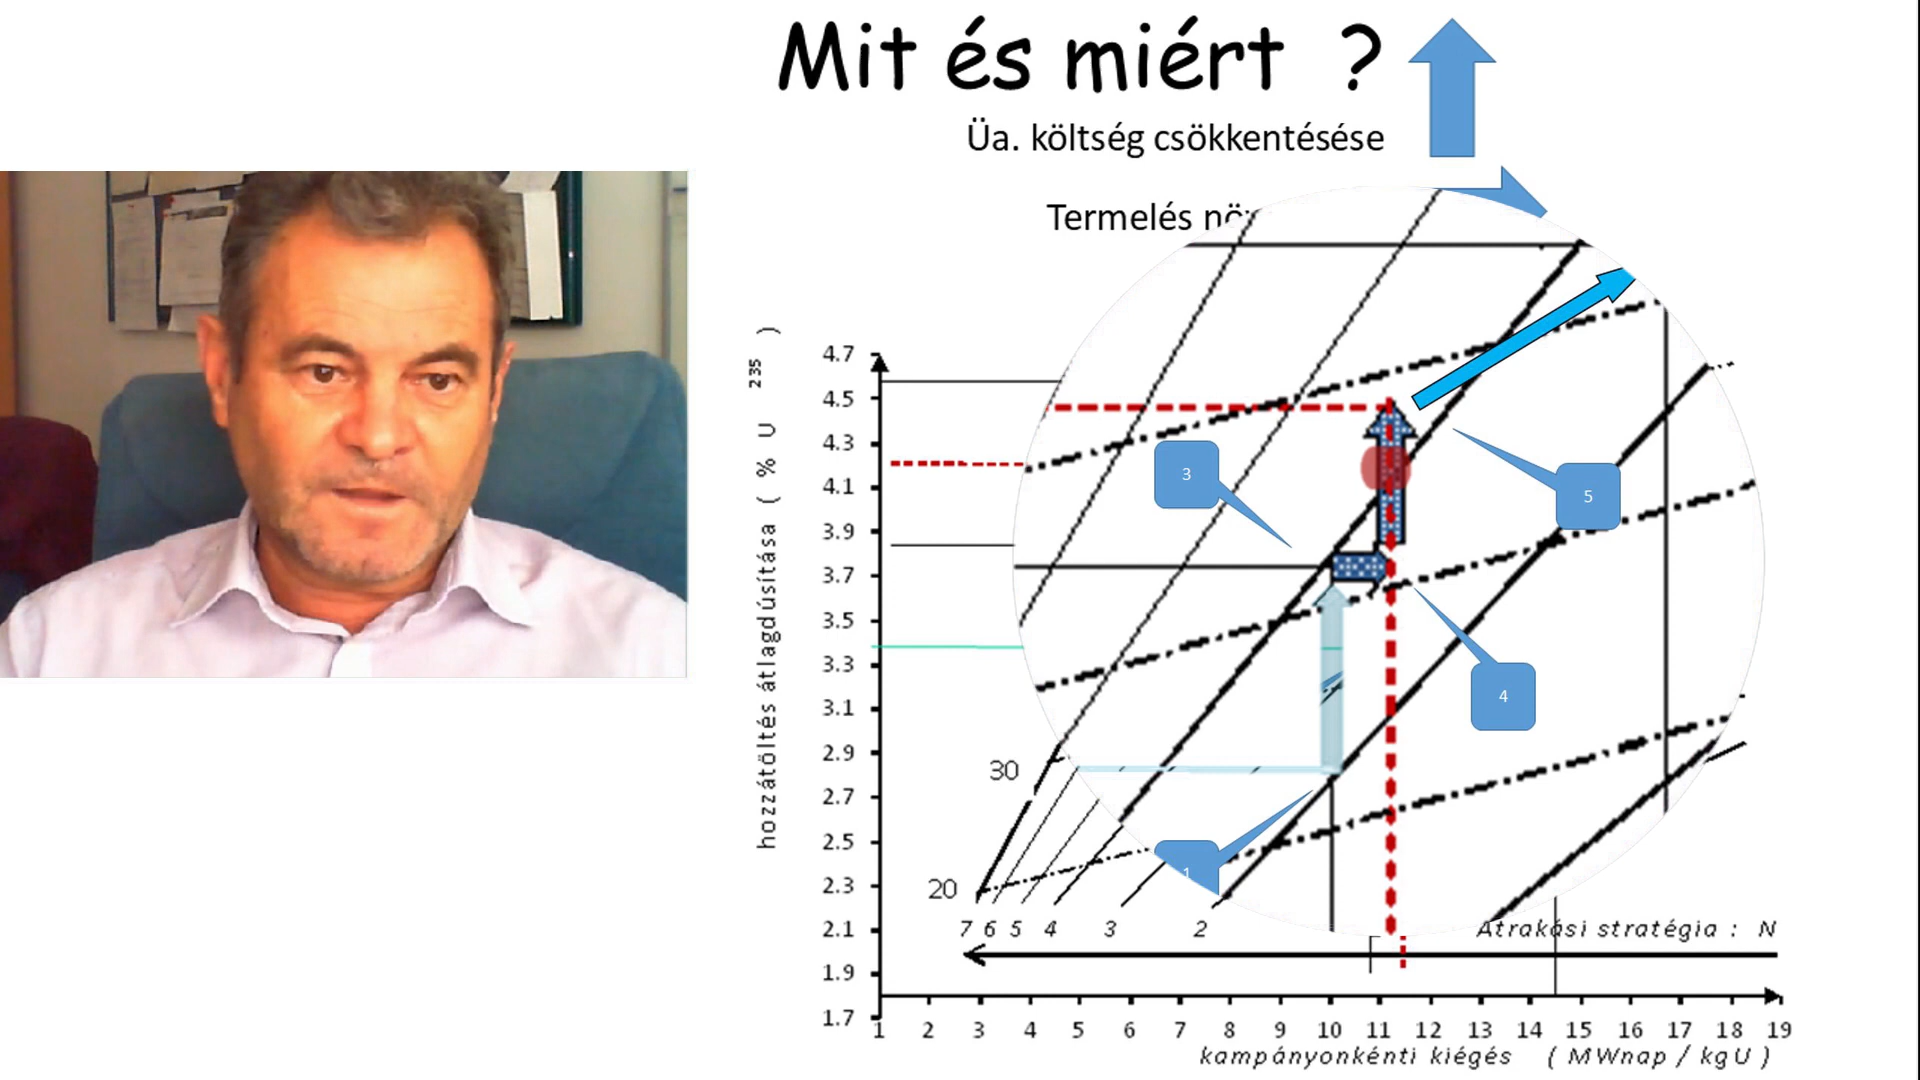 Mit és miért ?
Üa. költség csökkentésése
Termelés nöν
hozzátöltés átlagdúsítása ( % U 235 )
4.7
4.5
4.3
4.1
3.9
3.7
3.5
3.3
3.1
2.9
2.7
2.5
2.3
2.1
1.9
1.7
3
5
4
1
30
20
7 6 5 4 3 2
Átrakási stratégia : N
1 2 3 4 5 6 7 8 9 10 11 12 13 14 15 16 17 18 19
kampányonkénti kiégés ( MWnap / kgU )